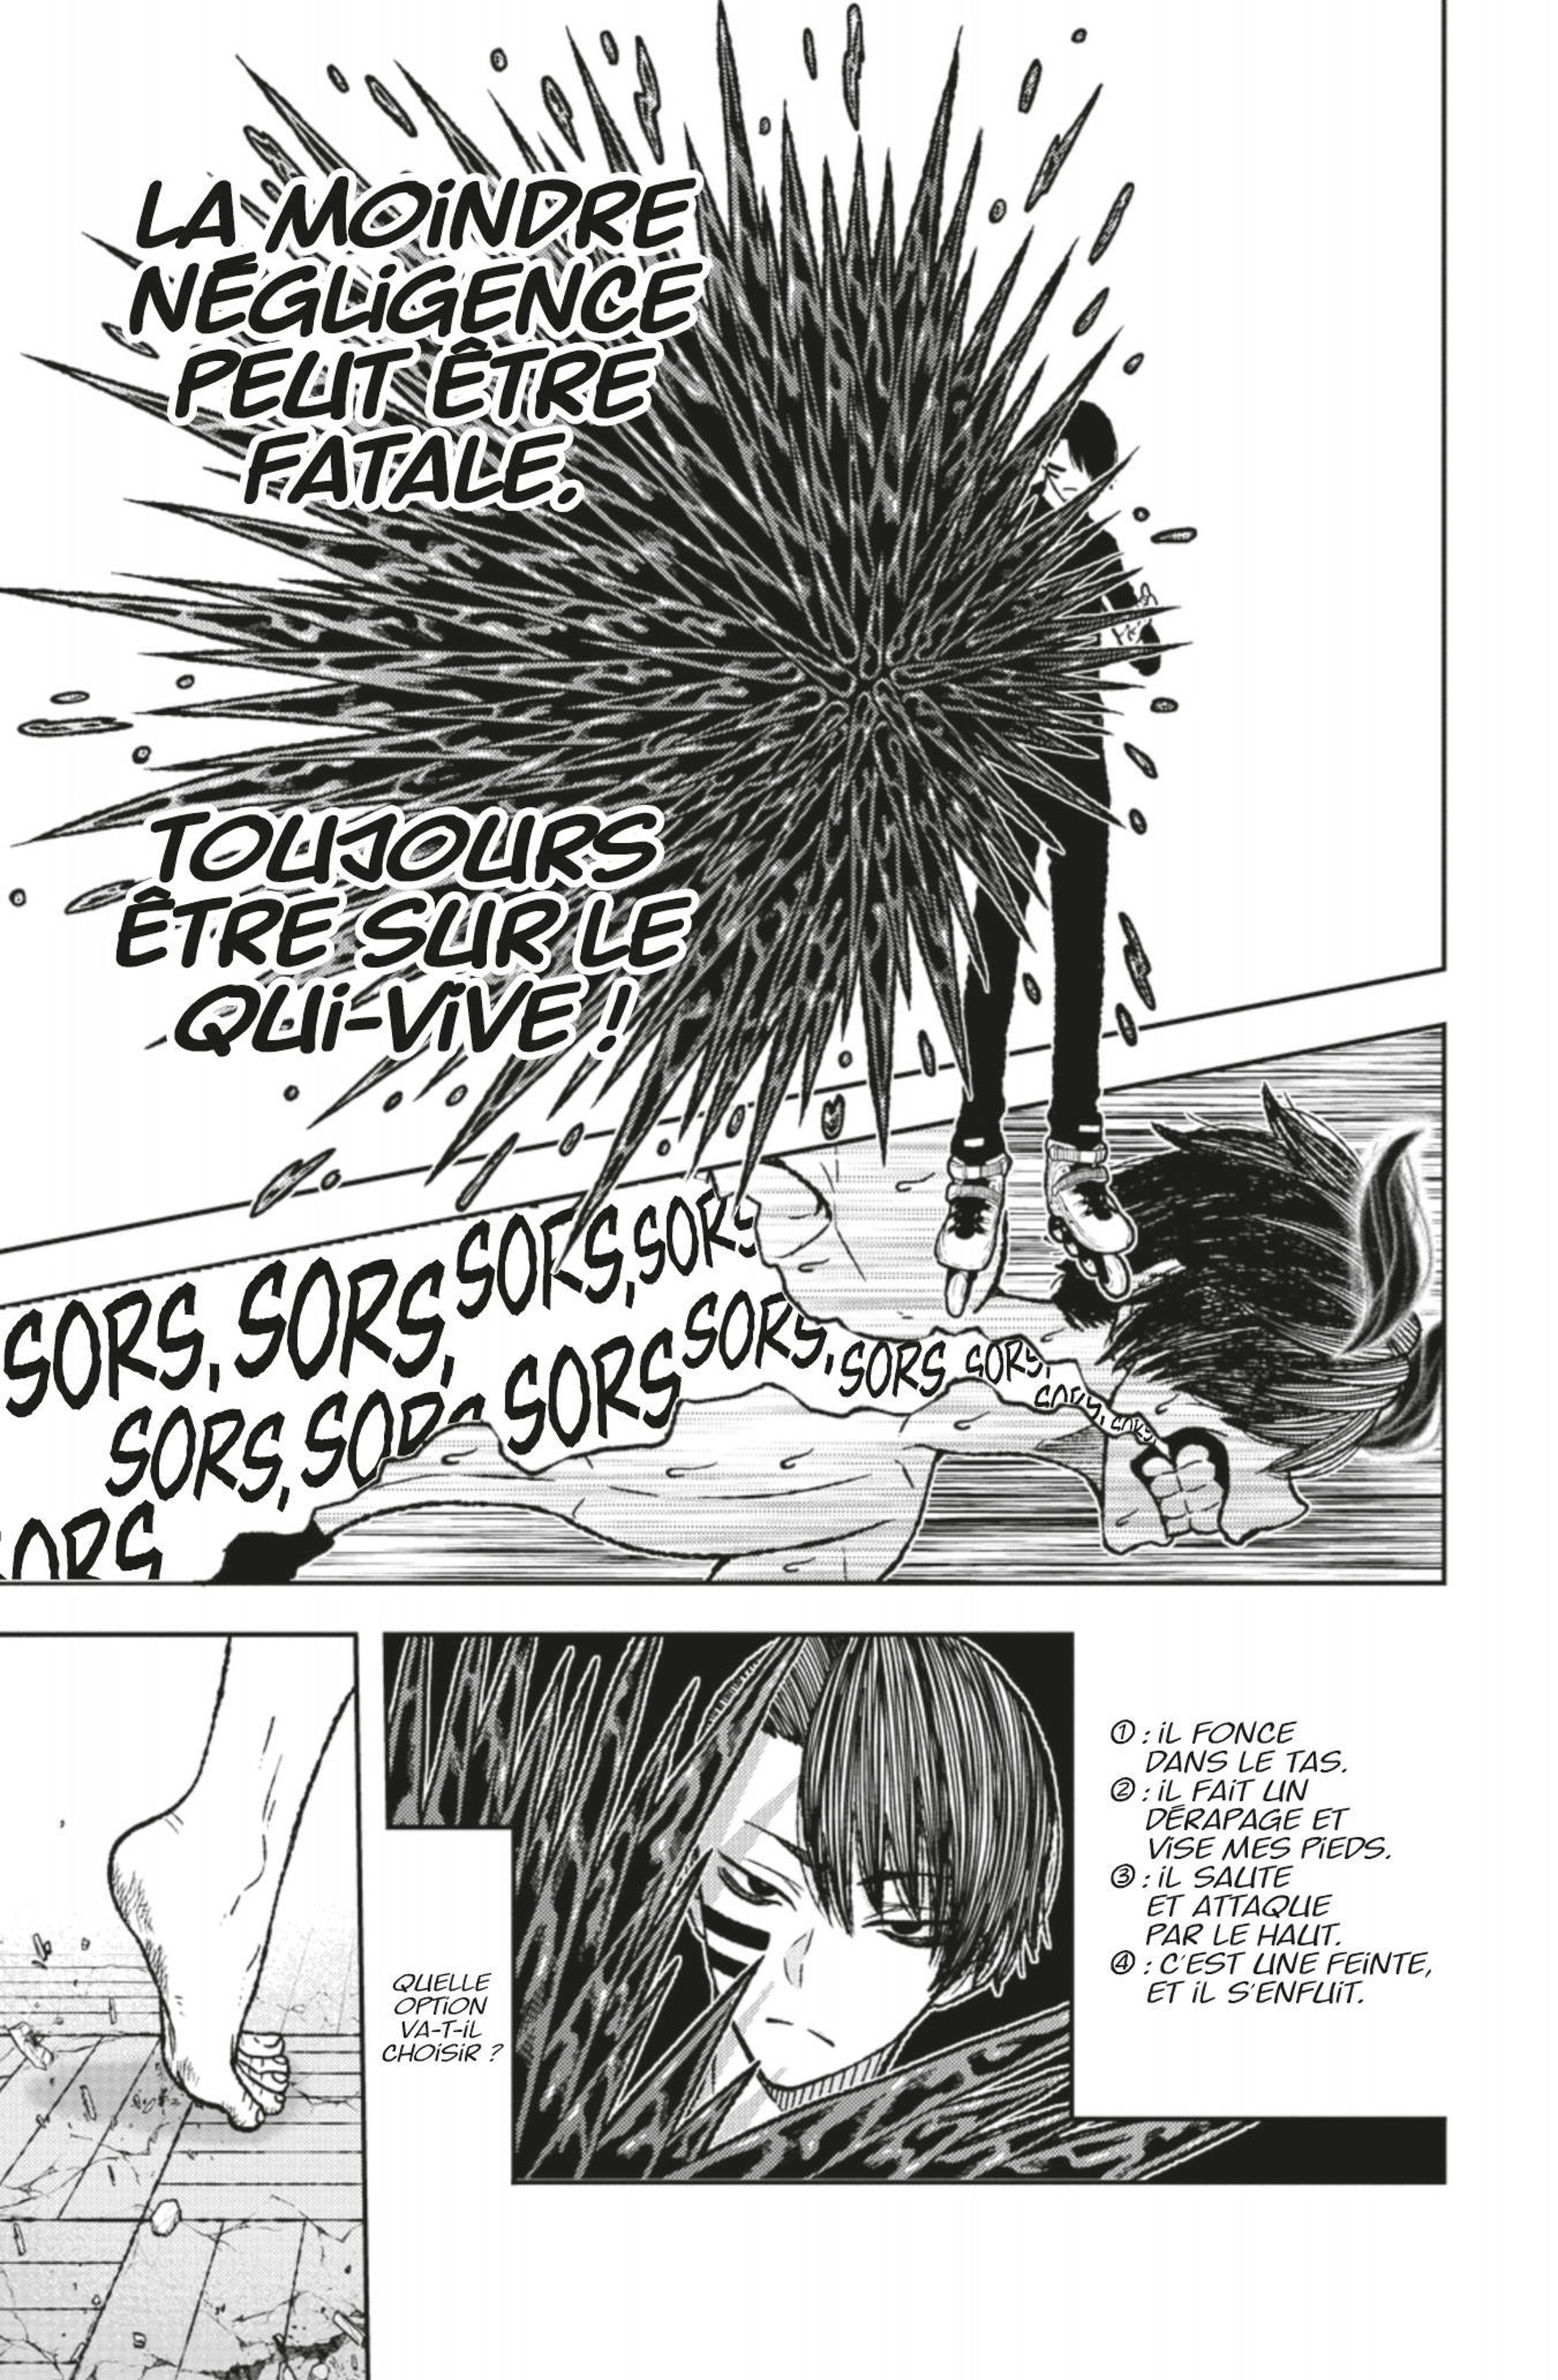 LA MOINDRE
NÉGLIGENCE
PEUT ÊTRE
FATALE.
TOUJOURS
ÊTRE SUR LE
QUI-VIVE !
SORS, SORS, SORS, SORS
SORS, SORS SORS SORS, SORS SORS, SORS, SORS
SORS
① : IL FONCE
DANS LE TAS.
② : IL FAIT UN
DÉRAPAGE ET
VISE MES PIEDS.
③ : IL SAUTE
ET ATTAQUE
PAR LE HAUT.
④ : C'EST UNE FEINTE,
ET IL S'ENFUIT.
QUELLE
OPTION
VA-T-IL
CHOISIR ?